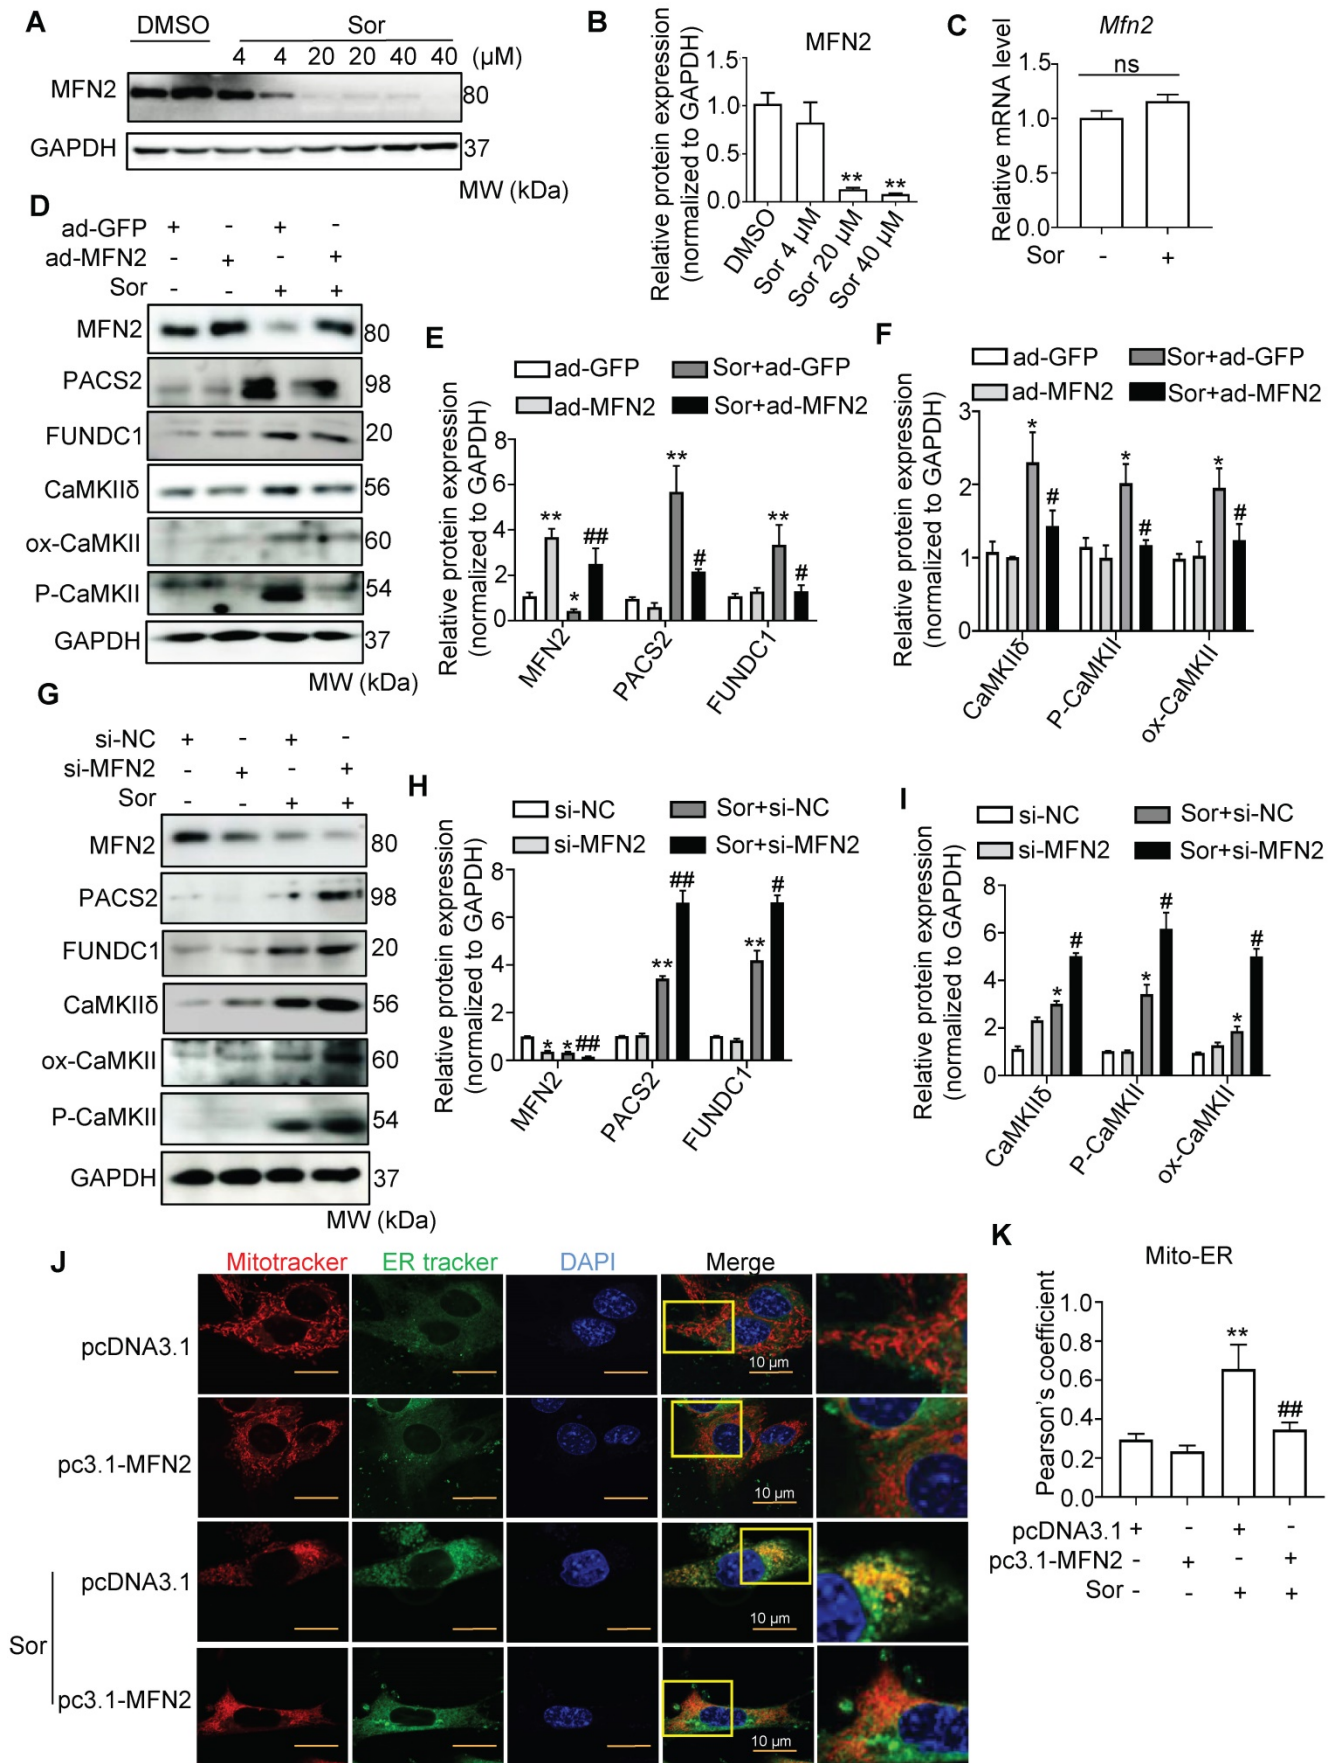 A
DMSO Sor
4 4 20 20 40 40 (μM)
MFN2 80
GAPDH 37
MW (kDa)
B
MFN2
Relative protein expression
(normalized to GAPDH)
1.5
1.0
0.5
0.0
** **
DMSO
Sor 4 μM
Sor 20 μM
Sor 40 μM
C
Mfn2
Relative mRNA level
1.5
1.0
0.5
0.0
ns
Sor - +
D
ad-GFP + - + -
ad-MFN2 - + - +
Sor - - + +
MFN2 80
PACS2 98
FUNDC1 20
CaMKIIδ 56
ox-CaMKII 60
P-CaMKII 54
GAPDH 37
MW (kDa)
E
ad-GFP Sor+ad-GFP
ad-MFN2 Sor+ad-MFN2
Relative protein expression
(normalized to GAPDH)
8
6
4
2
0
** * ## ** # ** #
MFN2
PACS2
FUNDC1
F
ad-GFP Sor+ad-GFP
ad-MFN2 Sor+ad-MFN2
Relative protein expression
(normalized to GAPDH)
3
2
1
0
* # * # * #
CaMKIIδ
P-CaMKII
ox-CaMKII
G
si-NC + - + -
si-MFN2 - + - +
Sor - - + +
MFN2 80
PACS2 98
FUNDC1 20
CaMKIIδ 56
ox-CaMKII 60
P-CaMKII 54
GAPDH 37
MW (kDa)
H
si-NC Sor+si-NC
si-MFN2 Sor+si-MFN2
Relative protein expression
(normalized to GAPDH)
8
6
4
2
0
* * ## ** ## ** #
MFN2
PACS2
FUNDC1
I
si-NC Sor+si-NC
si-MFN2 Sor+si-MFN2
Relative protein expression
(normalized to GAPDH)
8
6
4
2
0
* # * # * #
CaMKIIδ
P-CaMKII
ox-CaMKII
J
Mitotracker ER tracker DAPI Merge
pcDNA3.1
10 μm
pc3.1-MFN2
10 μm
Sor
pcDNA3.1
10 μm
pc3.1-MFN2
10 μm
K
Mito-ER
Pearson's coefficient
1.0
0.8
0.6
0.4
0.2
0.0
** ##
pcDNA3.1 + - + -
pc3.1-MFN2 - + - +
Sor - - + +